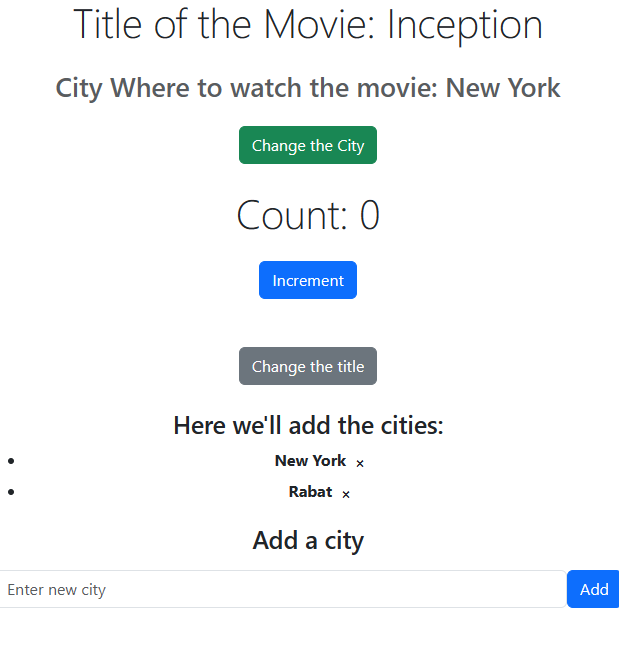 Title of the Movie: Inception
City Where to watch the movie: New York
Change the City
Count: 0
Increment
Change the title
Here we'll add the cities:
New York ×
Rabat ×
Add a city
Enter new city Add